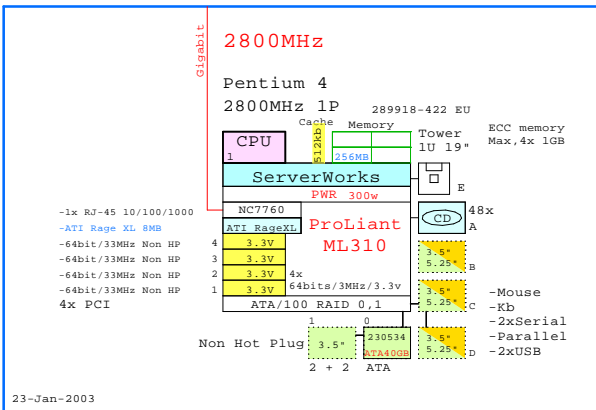 Gigabit
2800MHz
Pentium 4
2800MHz 1P
289918-422 EU
Cache
Memory
CPU
1
512kb
256MB
Tower
1U 19"
ECC memory
Max,4x 1GB
ServerWorks
PWR 300w
E
-1x RJ-45 10/100/1000
NC7760
ProLiant
ML310
CD
48x
A
-ATI Rage XL 8MB
ATI RageXL
-64bit/33MHz Non HP
4
3.3V
-64bit/33MHz Non HP
3
3.3V
-64bit/33MHz Non HP
2
3.3V
4x
-64bit/33MHz Non HP
1
3.3V
64bits/3MHz/3.3v
4x PCI
ATA/100 RAID 0,1
3.5"
5.25"
B
3.5"
5.25"
C
3.5"
5.25"
D
-Mouse
-Kb
-2xSerial
-Parallel
-2xUSB
1
0
Non Hot Plug
3.5"
230534
ATA40GB
2 + 2
ATA
23-Jan-2003